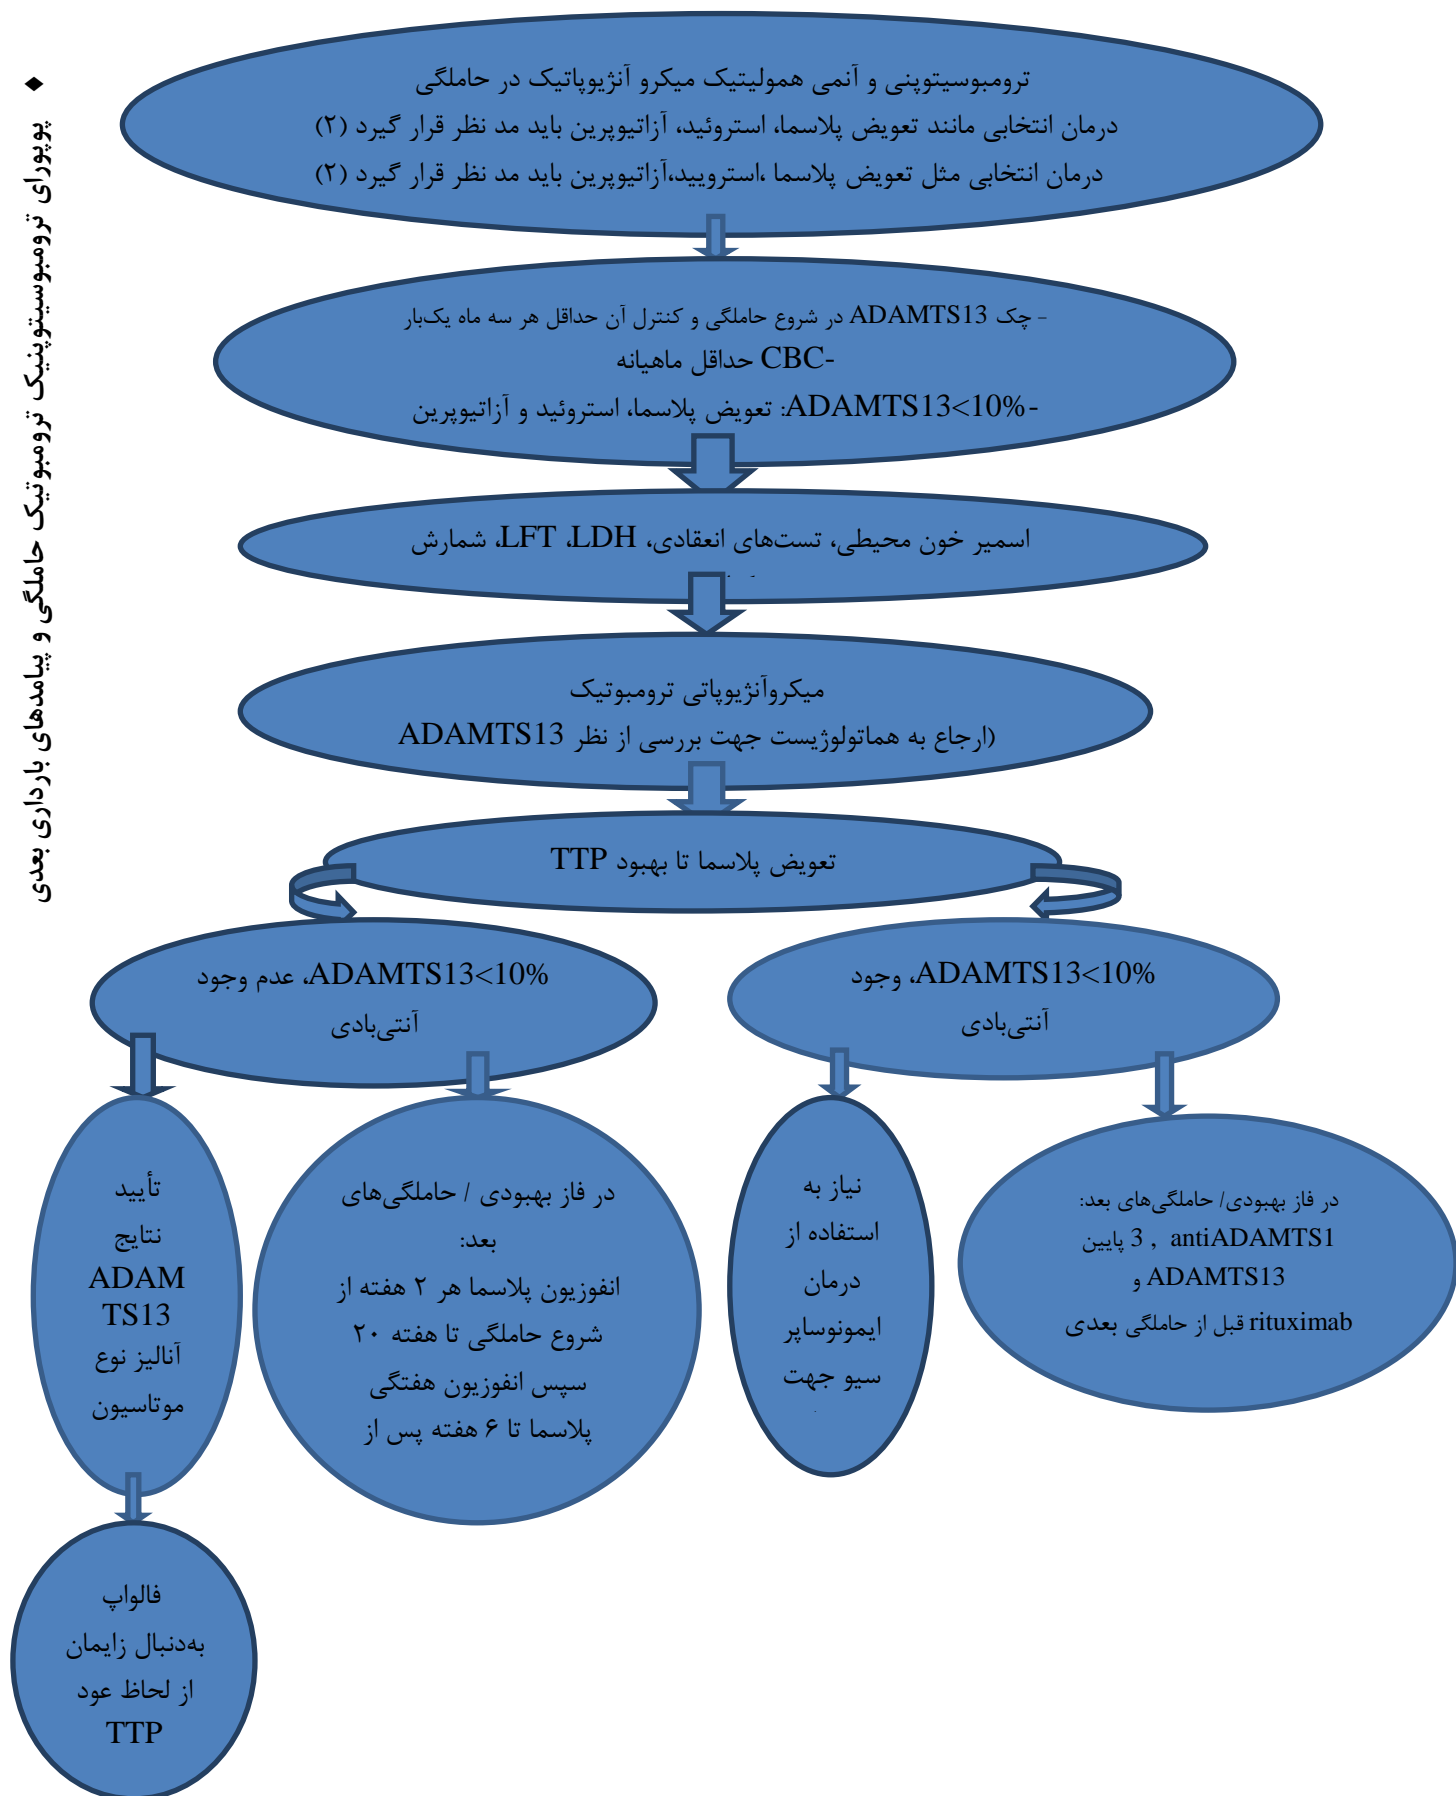 ♦ پورپورای ترومبوسیتوپنیک ترومبوتیک حاملگی و پیامدهای بارداری بعدی
ترومبوسیتوپنی و آنمی همولیتیک میکرو آنژیوپاتیک در حاملگی
درمان انتخابی مانند تعویض پلاسما، استروئید، آزاتیوپرین باید مد نظر قرار گیرد (۲)
درمان انتخابی مثل تعویض پلاسما ،استرویید،آزاتیوپرین باید مد نظر قرار گیرد (۲)
- چک ADAMTS13 در شروع حاملگی و کنترل آن حداقل هر سه ماه یک‌بار
-CBC حداقل ماهیانه
-ADAMTS13<10%: تعویض پلاسما، استروئید و آزاتیوپرین
اسمیر خون محیطی، تست‌های انعقادی، LFT ،LDH، شمارش
میکروآنژیوپاتی ترومبوتیک
(ارجاع به هماتولوژیست جهت بررسی از نظر ADAMTS13
تعویض پلاسما تا بهبود TTP
ADAMTS13<10%، وجود
آنتی‌بادی
ADAMTS13<10%، عدم وجود
آنتی‌بادی
در فاز بهبودی/ حاملگی‌های بعد:
antiADAMTS1 , 3 پایین
ADAMTS13 و
rituximab قبل از حاملگی بعدی
نیاز به
استفاده از
درمان
ایمونوساپر
سیو جهت
در فاز بهبودی / حاملگی‌های
بعد:
انفوزیون پلاسما هر ۲ هفته از
شروع حاملگی تا هفته ۲۰
سپس انفوزیون هفتگی
پلاسما تا ۶ هفته پس از
تأیید
نتایج
ADAM
TS13
آنالیز نوع
موتاسیون
فالواپ
به‌دنبال زایمان
از لحاظ عود
TTP